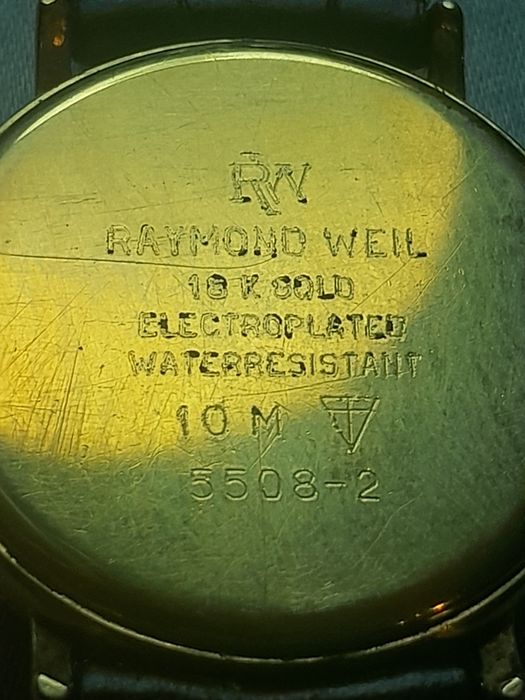 RW
RAYMOND WEIL
18 K GOLD
ELECTROPLATED
WATERRESISTANT
10 M
5508-2